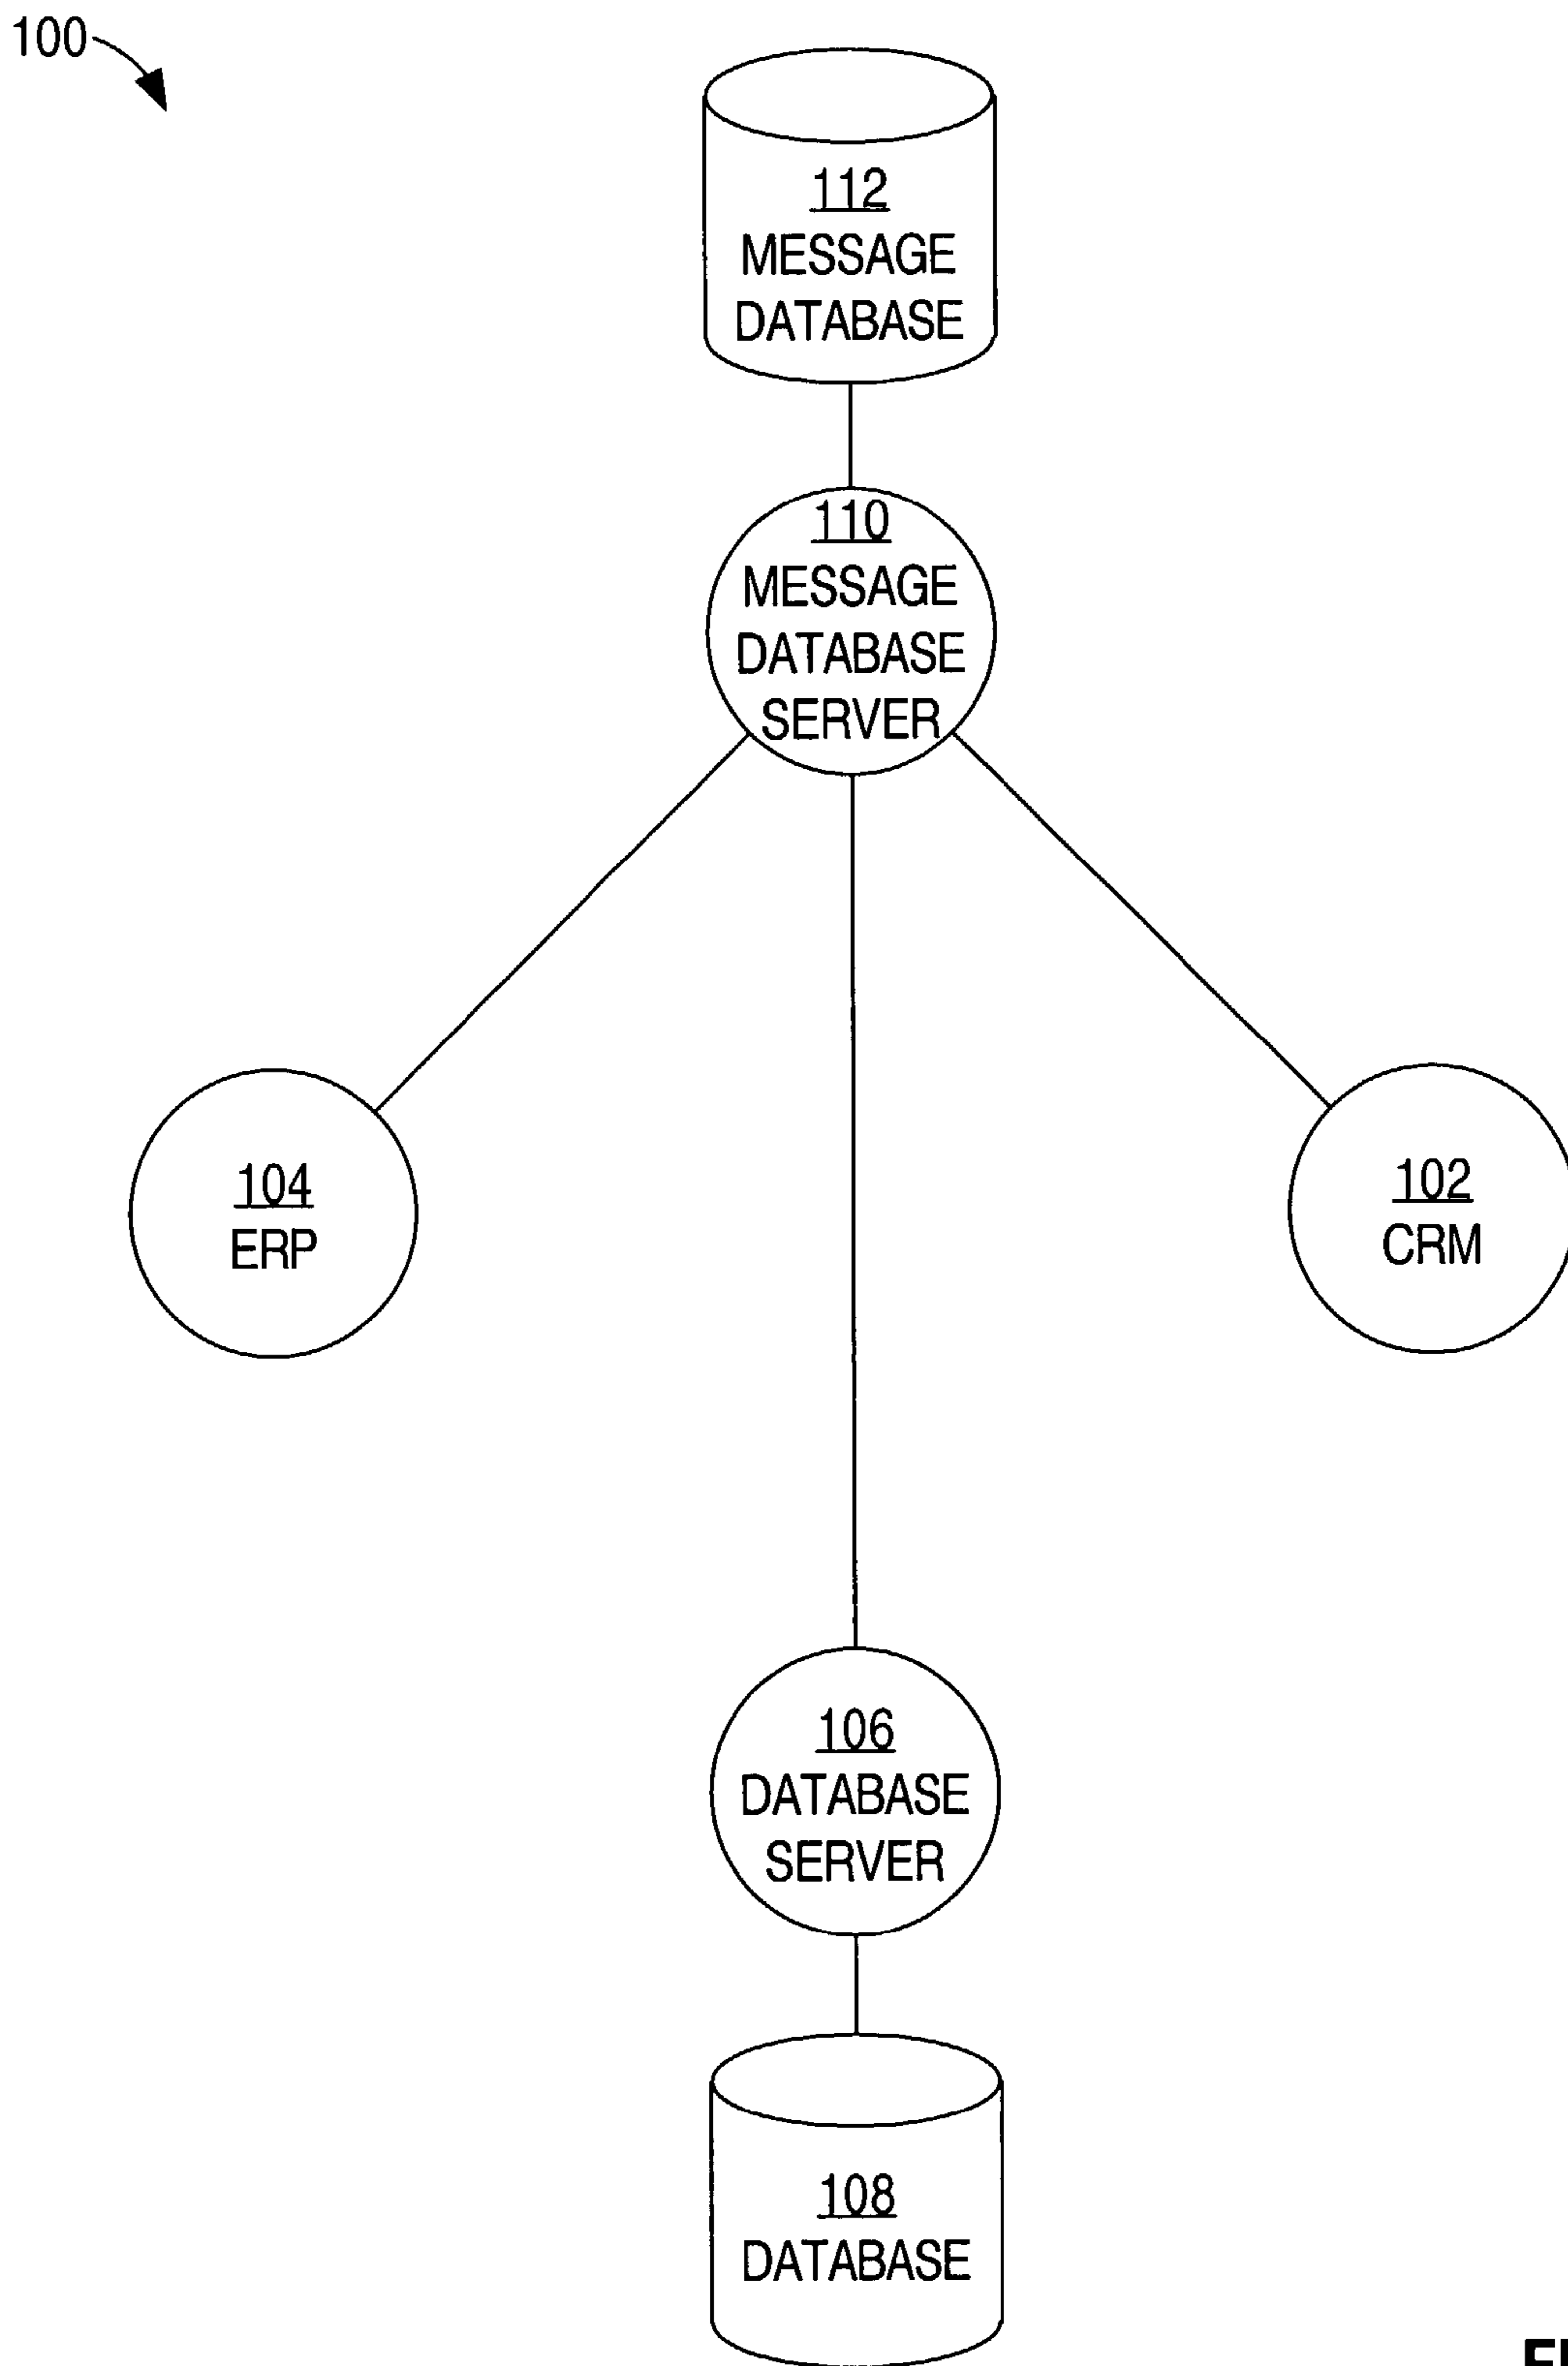 100
112
MESSAGE
DATABASE
110
MESSAGE
DATABASE
SERVER
104
ERP
102
CRM
106
DATABASE
SERVER
108
DATABASE